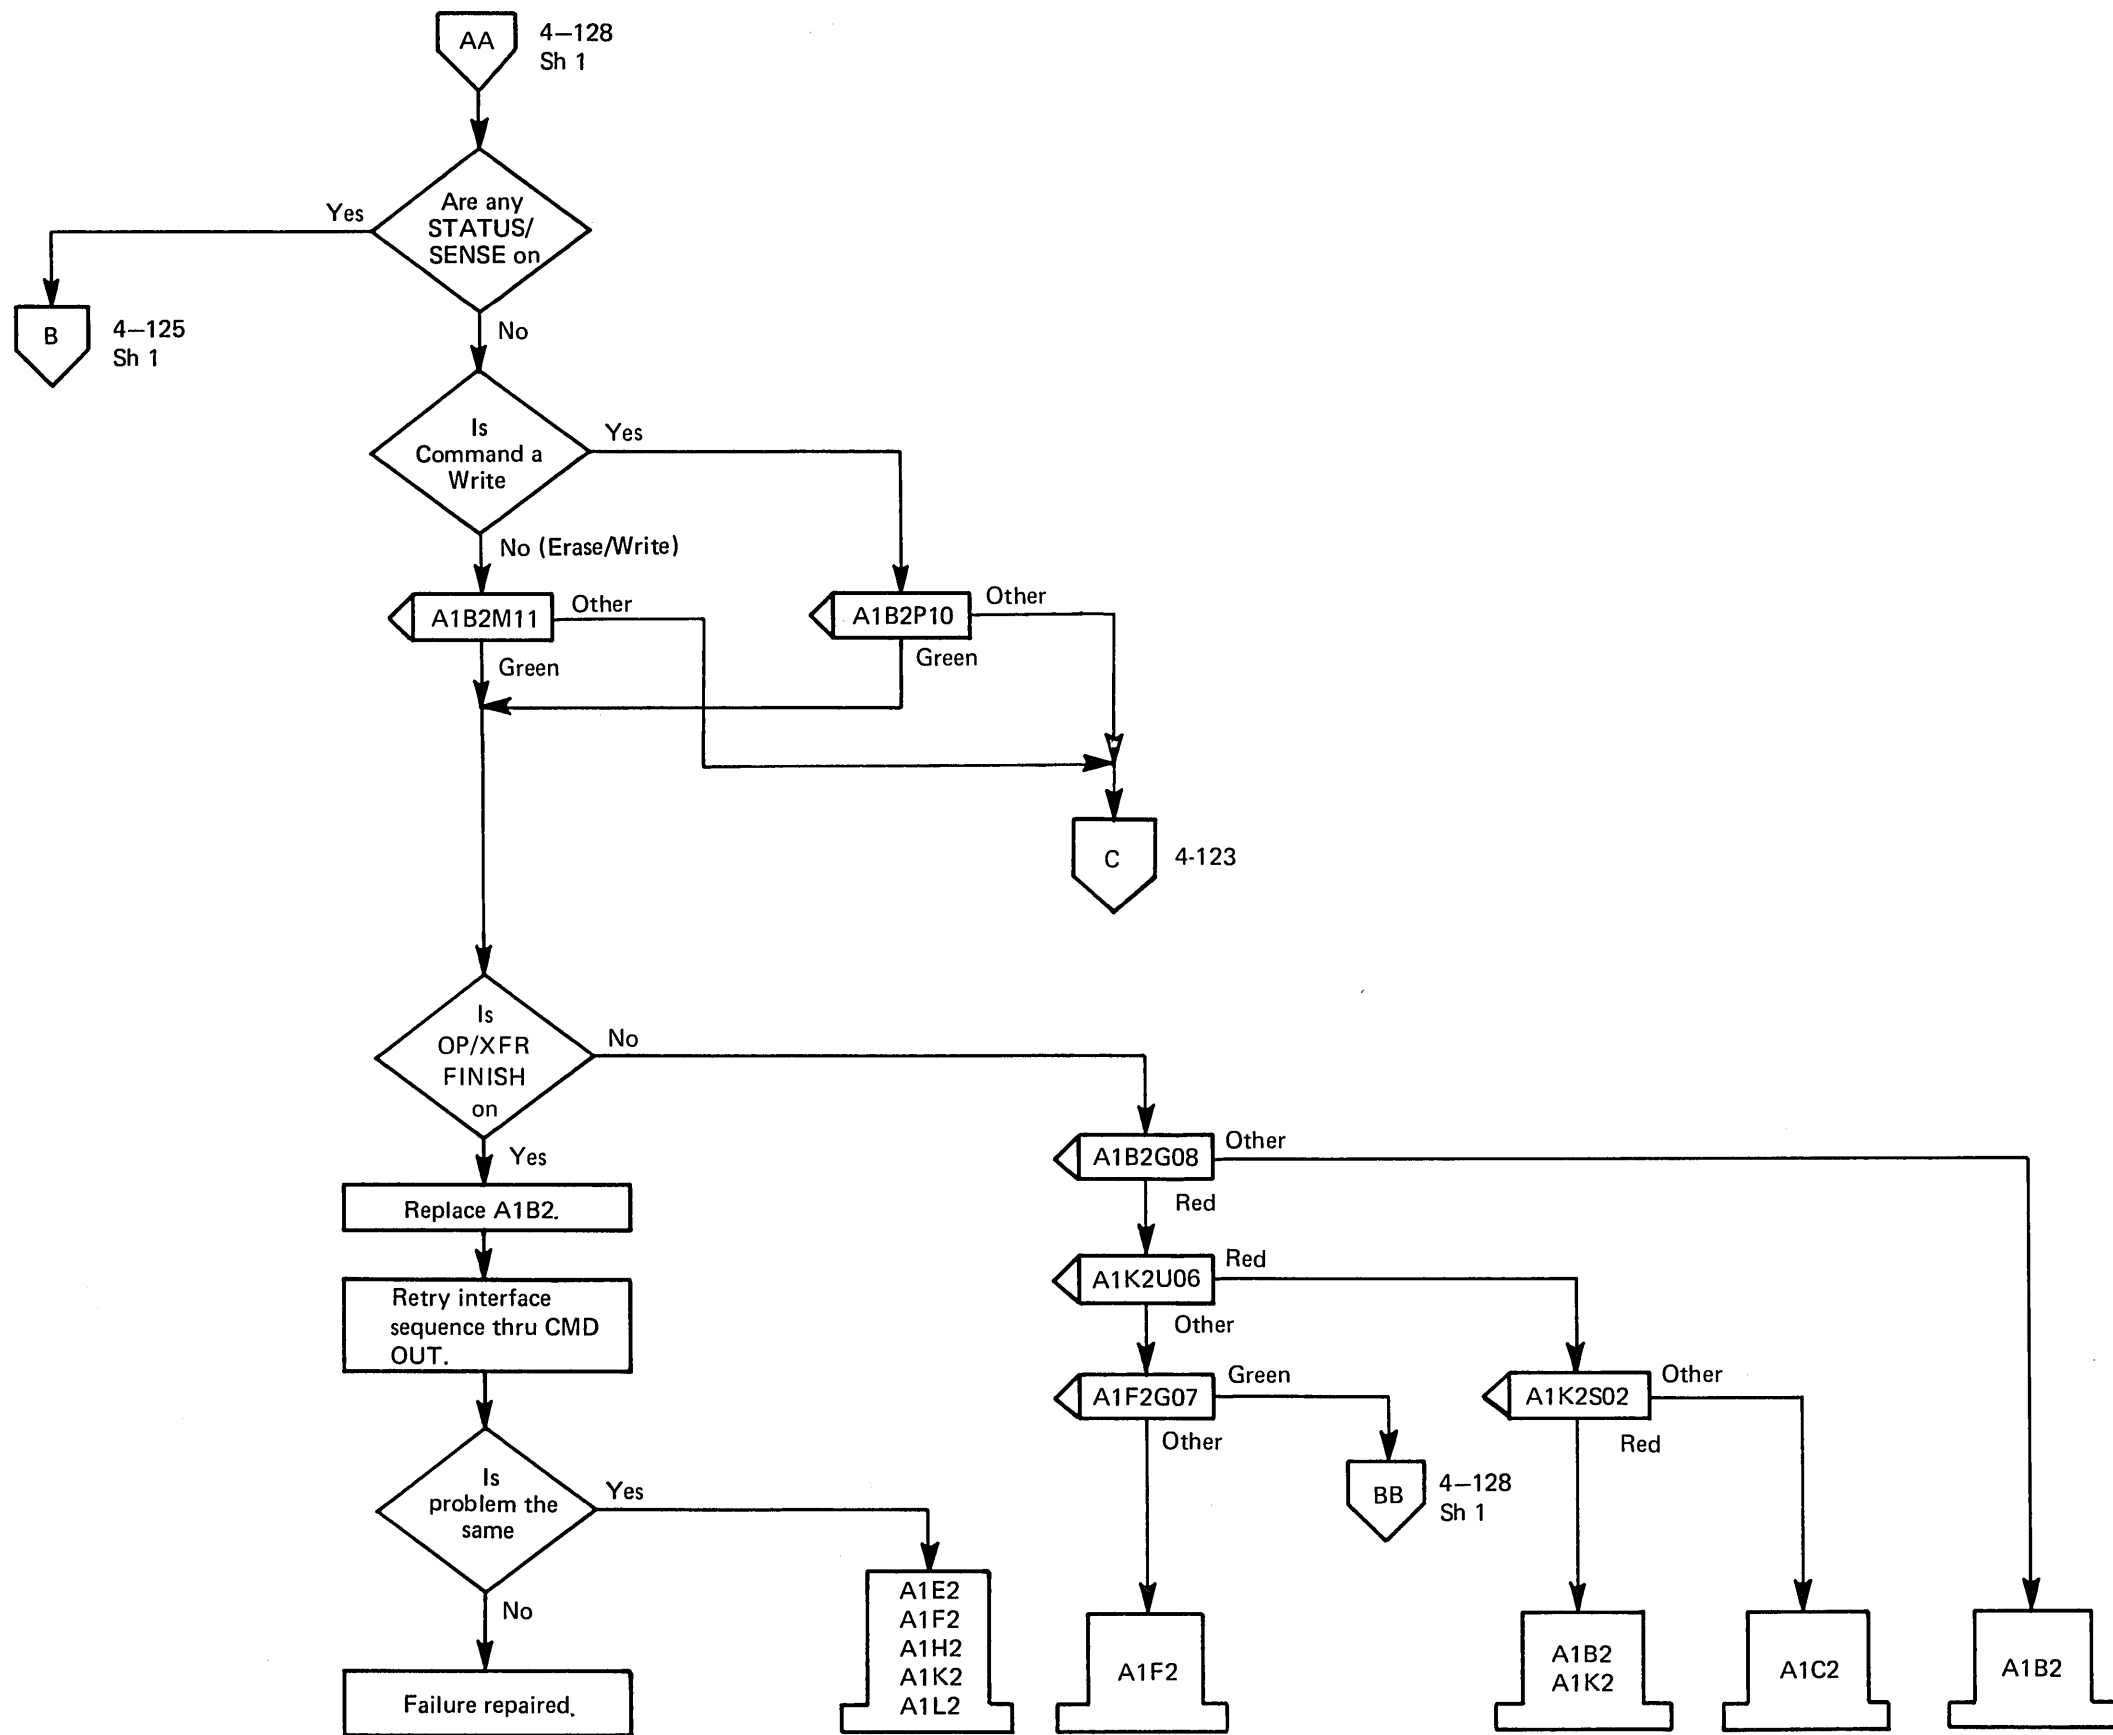 AA
4—128
Sh 1
Are any
STATUS/
SENSE on
Yes
No
B
4—125
Sh 1
Is
Command a
Write
Yes
No (Erase/Write)
A1B2M11
Other
Green
A1B2P10
Other
Green
C
4-123
Is
OP/XFR
FINISH
on
No
Yes
A1B2G08
Other
Red
Replace A1B2.
A1K2U06
Red
Other
Retry interface
sequence thru CMD
OUT.
A1F2G07
Green
Other
A1K2S02
Other
Red
BB
4—128
Sh 1
Is
problem the
same
Yes
No
A1E2
A1F2
A1H2
A1K2
A1L2
A1F2
A1B2
A1K2
A1C2
A1B2
Failure repaired.